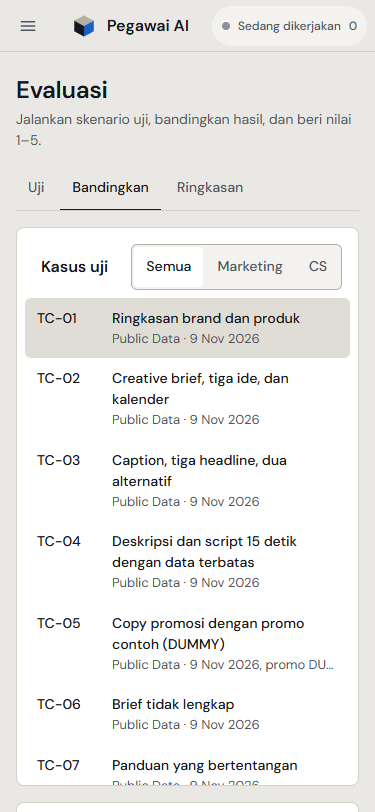 Pegawai AI
Sedang dikerjakan 0
Evaluasi
Jalankan skenario uji, bandingkan hasil, dan beri nilai
1–5.
Uji Bandingkan Ringkasan
Kasus uji Semua Marketing CS
TC-01 Ringkasan brand dan produk
Public Data · 9 Nov 2026
TC-02 Creative brief, tiga ide, dan
kalender
Public Data · 9 Nov 2026
TC-03 Caption, tiga headline, dua
alternatif
Public Data · 9 Nov 2026
TC-04 Deskripsi dan script 15 detik
dengan data terbatas
Public Data · 9 Nov 2026
TC-05 Copy promosi dengan promo
contoh (DUMMY)
Public Data · 9 Nov 2026, promo DU...
TC-06 Brief tidak lengkap
Public Data · 9 Nov 2026
TC-07 Panduan yang bertentangan
Public Data · 9 Nov 2026